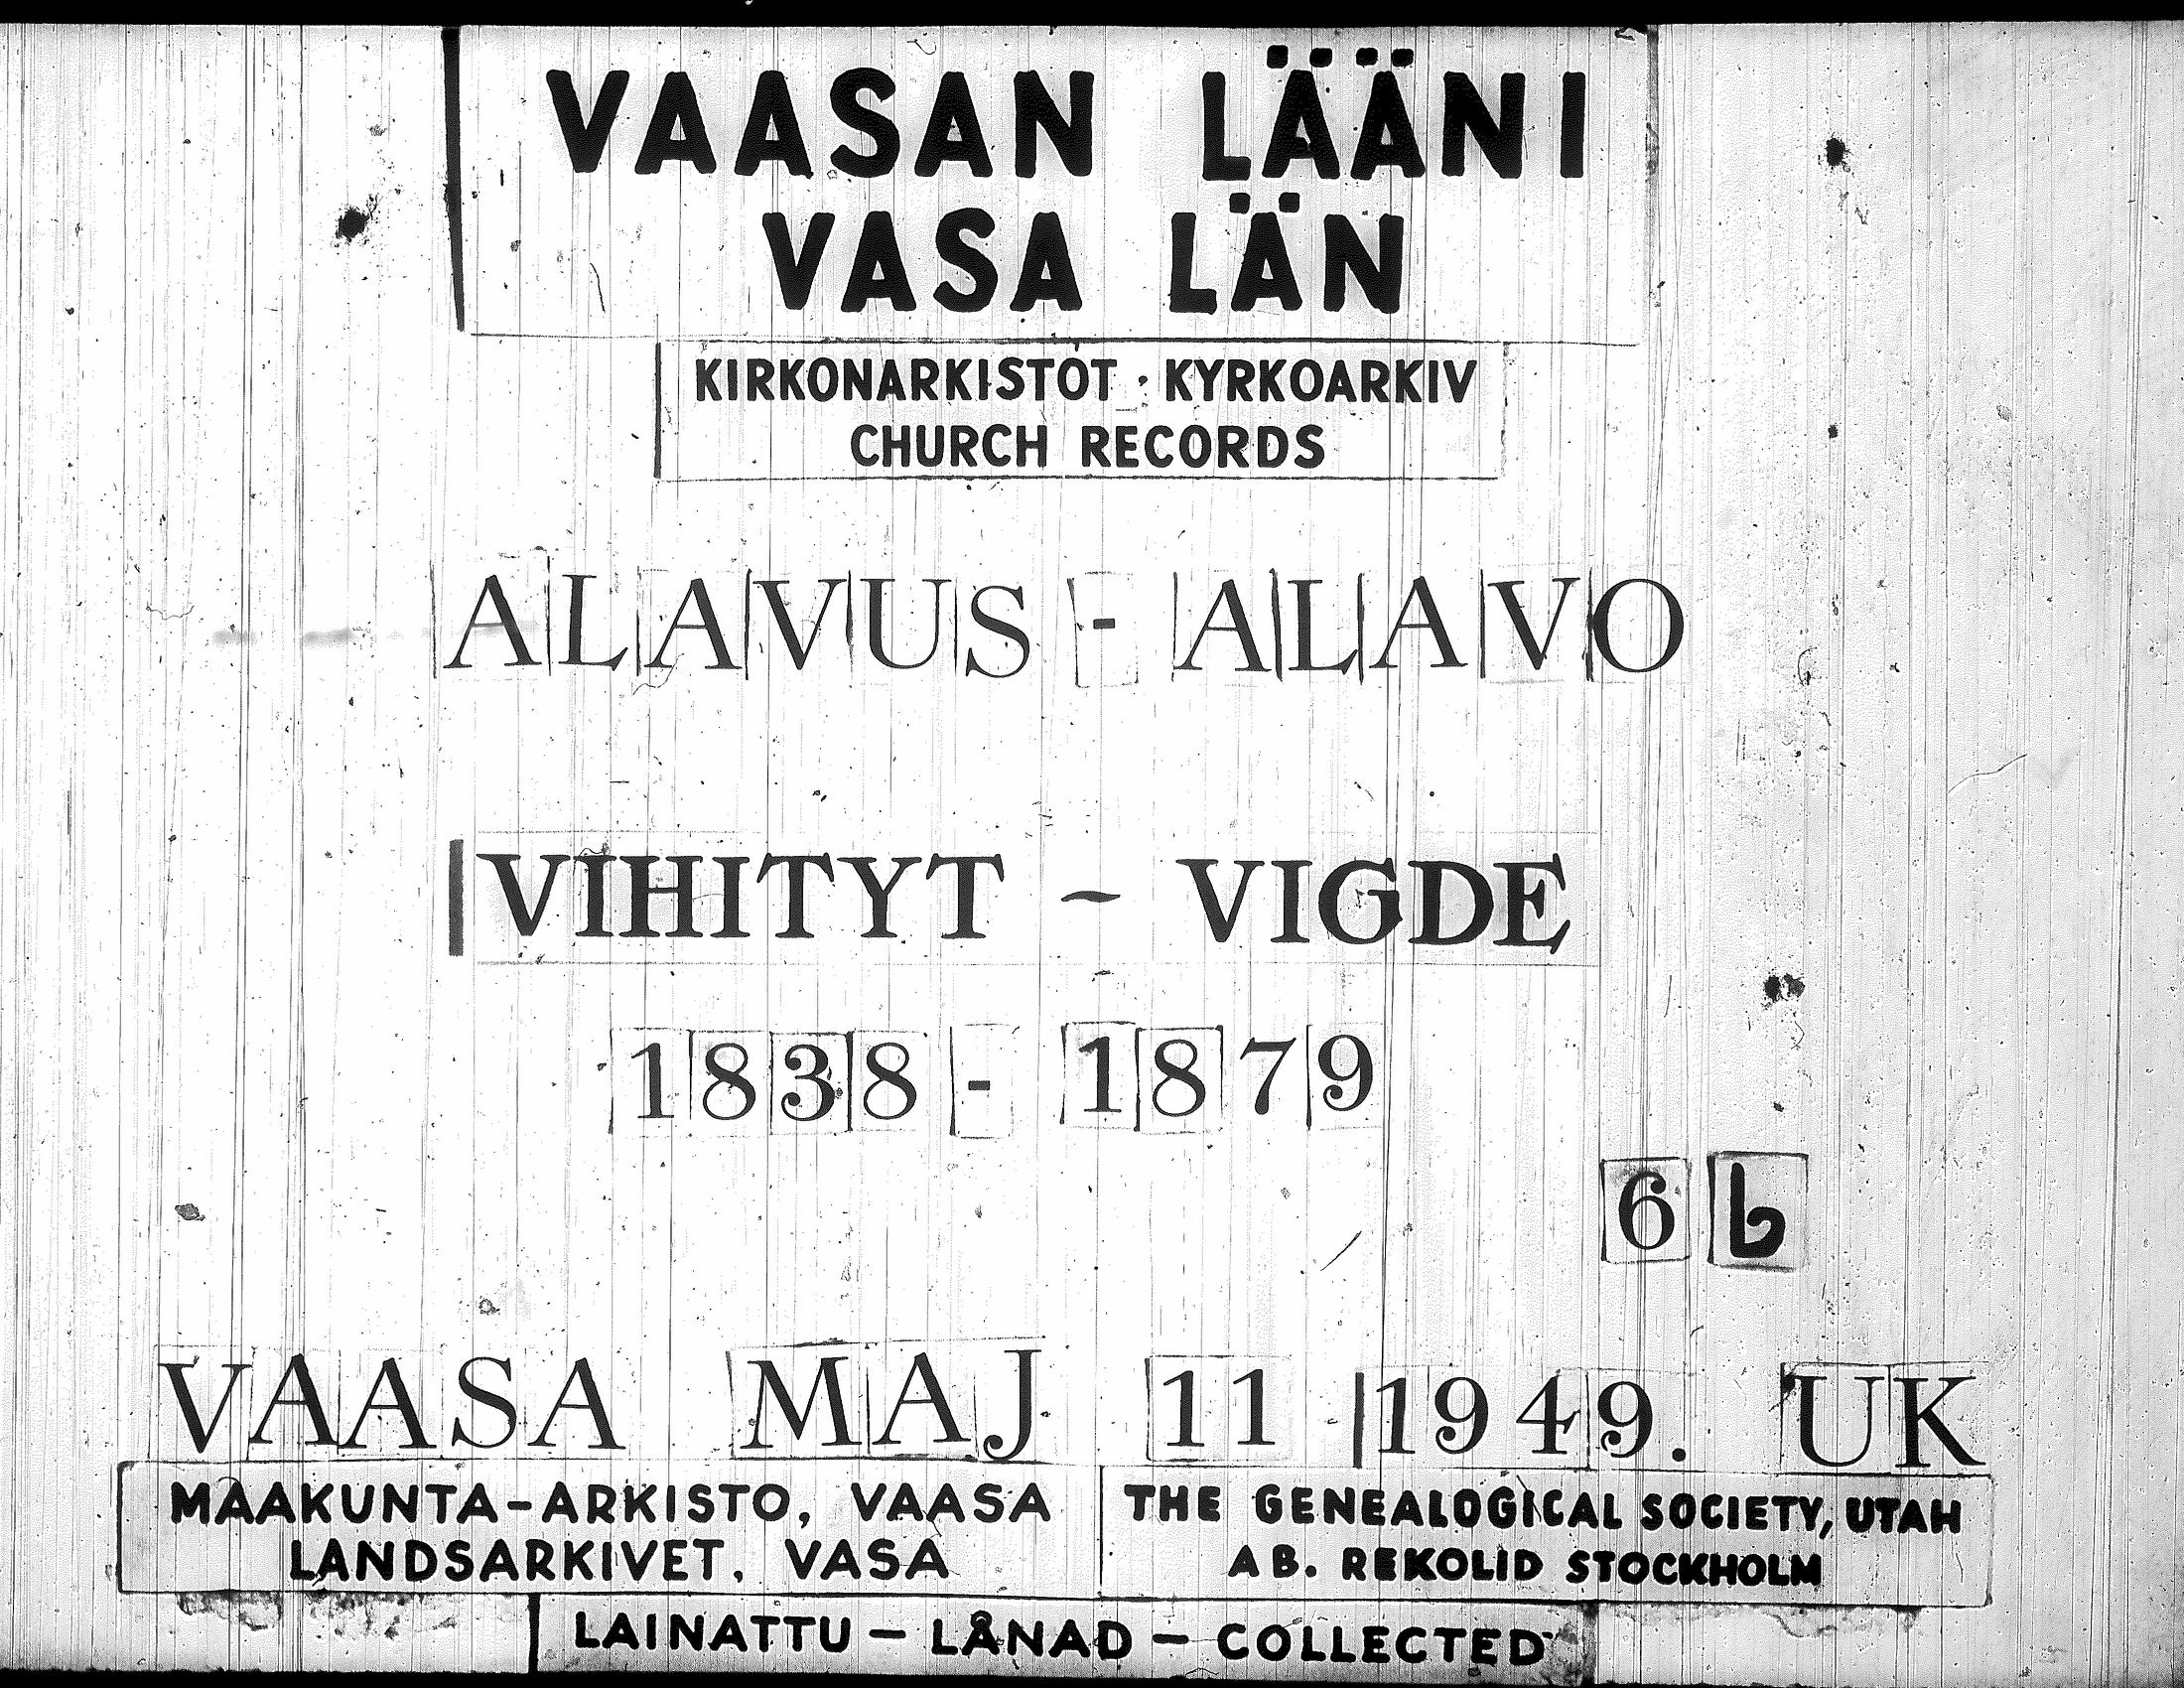 VAASAN LÄÄNI
VASA LÄN
KIRKONARKISTOT · KYRKOARKIV
CHURCH RECORDS
ALAVUS - ALAVO
VIHITYT - VIGDE
1838 - 1879
6 b
VAASA MAJ 11 1949. UK
MAAKUNTA-ARKISTO, VAASA
LANDSARKIVET, VASA
THE GENEALOGICAL SOCIETY, UTAH
AB. REKOLID STOCKHOLM
LAINATTU - LÅNAD - COLLECTED